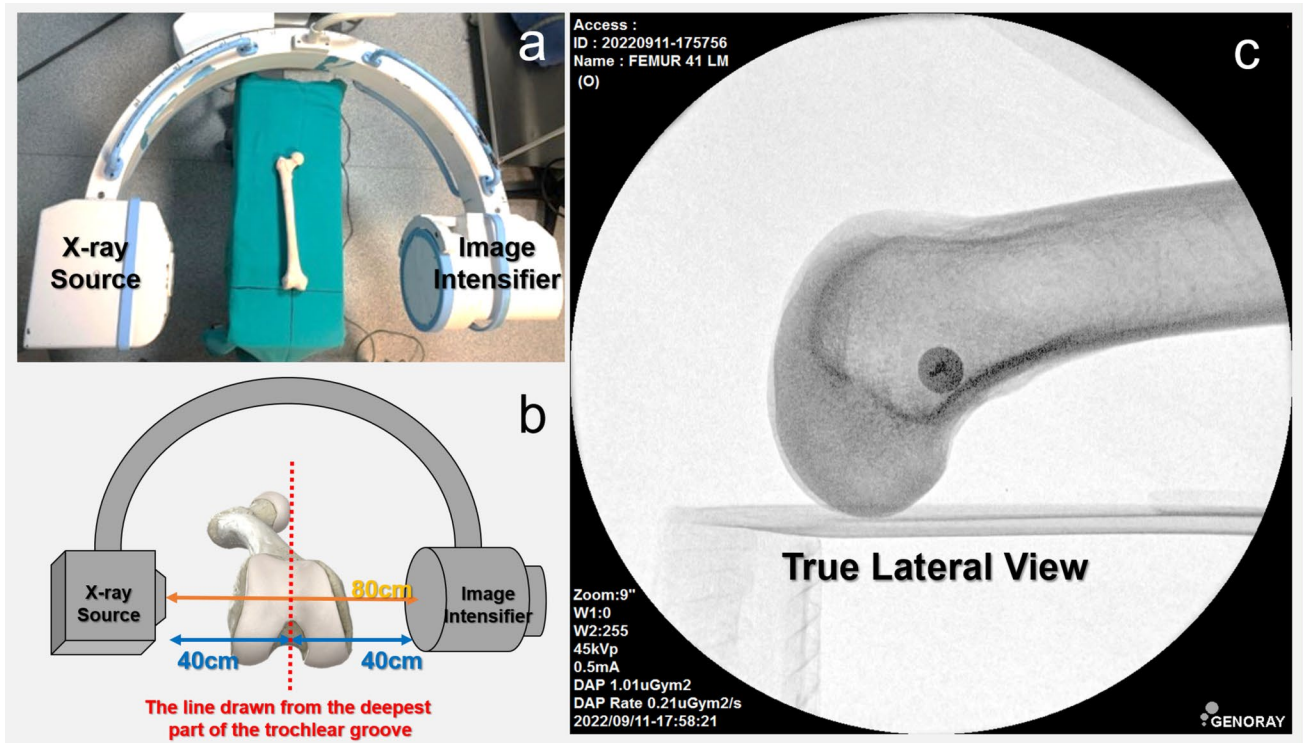 a
X-ray
Source
Image
Intensifier
b
X-ray
Source
80cm
Image
Intensifier
40cm
40cm
The line drawn from the deepest
part of the trochlear groove
Access :
ID : 20220911-175756
Name : FEMUR 41 LM
(O)
c
True Lateral View
Zoom:9"
W1:0
W2:255
45kVp
0.5mA
DAP 1.01uGym2
DAP Rate 0.21uGym2/s
2022/09/11-17:58:21
GENORAY